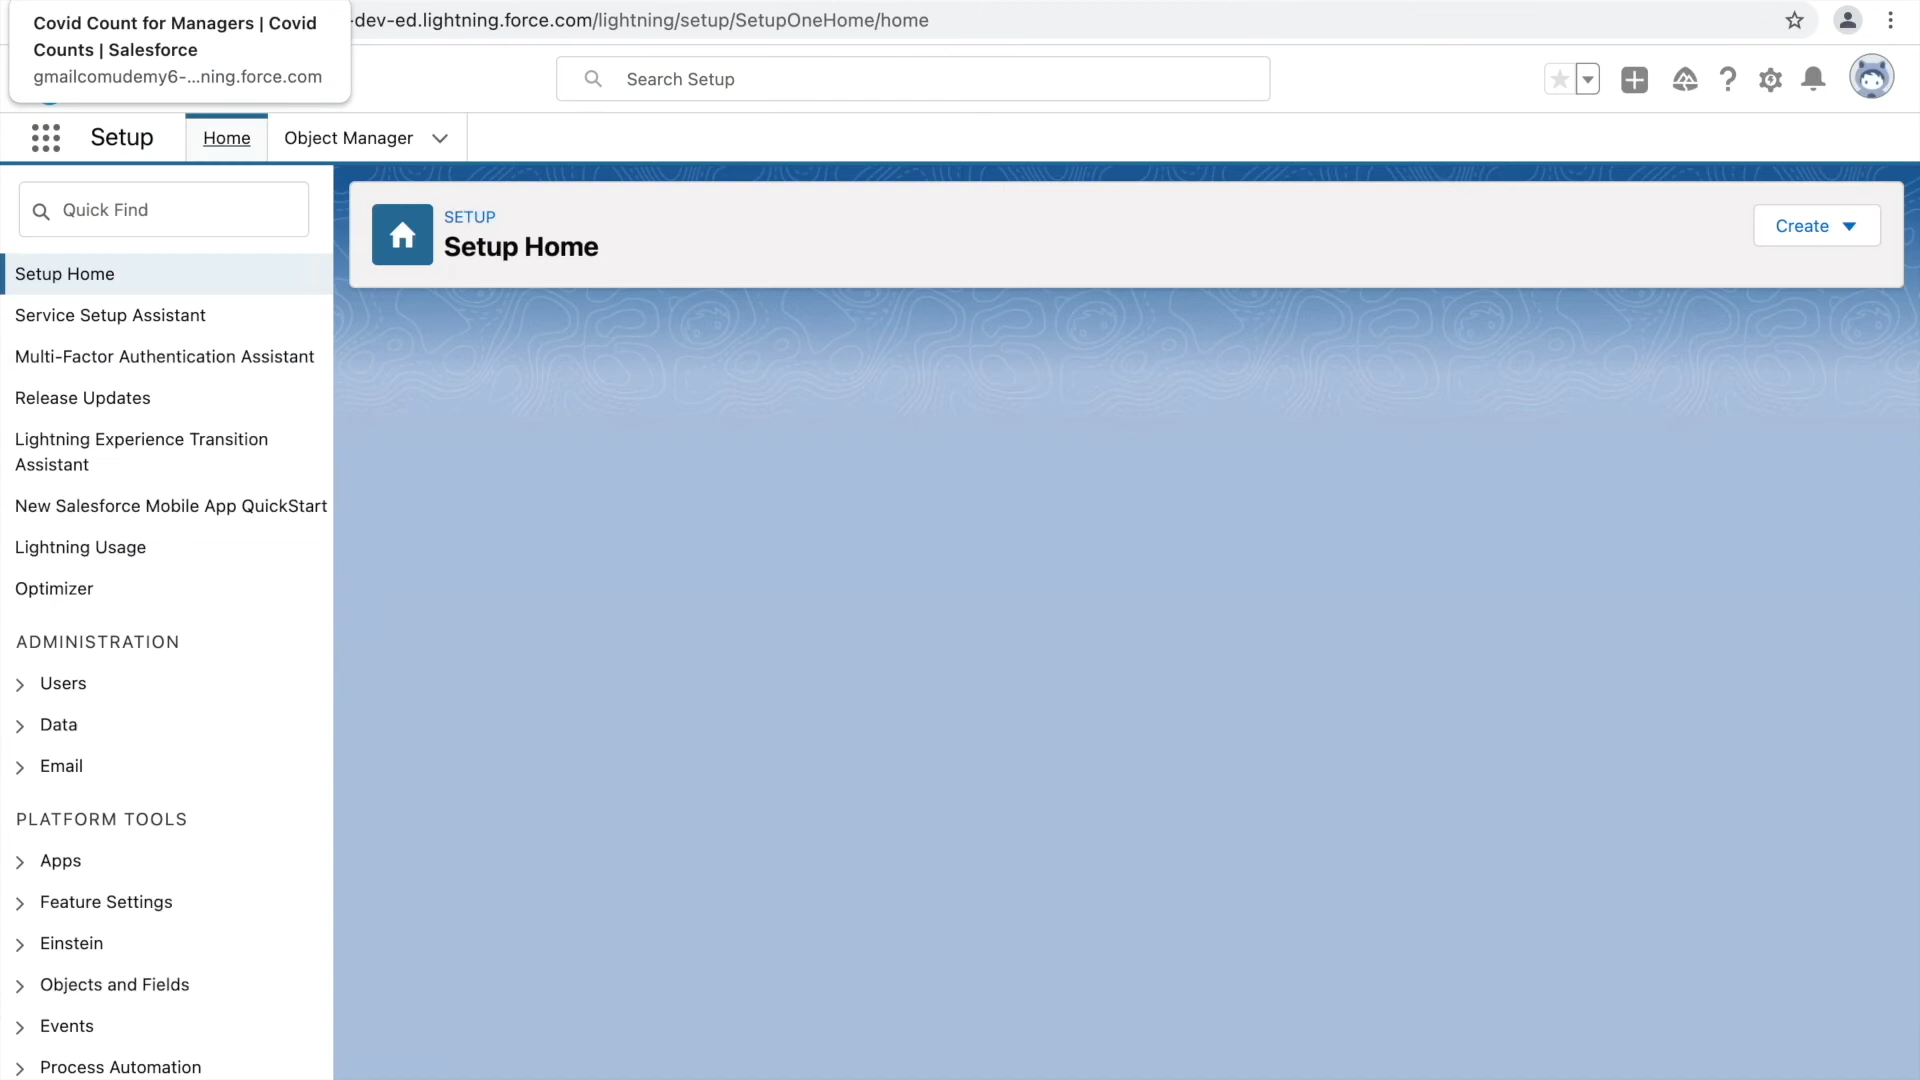 Covid Count for Managers | Covid
Counts | Salesforce
gmailcomudemy6-...ning.force.com
-dev-ed.lightning.force.com/lightning/setup/SetupOneHome/home
Search Setup
Setup
Home
Object Manager
Quick Find
Setup Home
Service Setup Assistant
Multi-Factor Authentication Assistant
Release Updates
Lightning Experience Transition
Assistant
New Salesforce Mobile App QuickStart
Lightning Usage
Optimizer
ADMINISTRATION
Users
Data
Email
PLATFORM TOOLS
Apps
Feature Settings
Einstein
Objects and Fields
Events
Process Automation
SETUP
Setup Home
Create